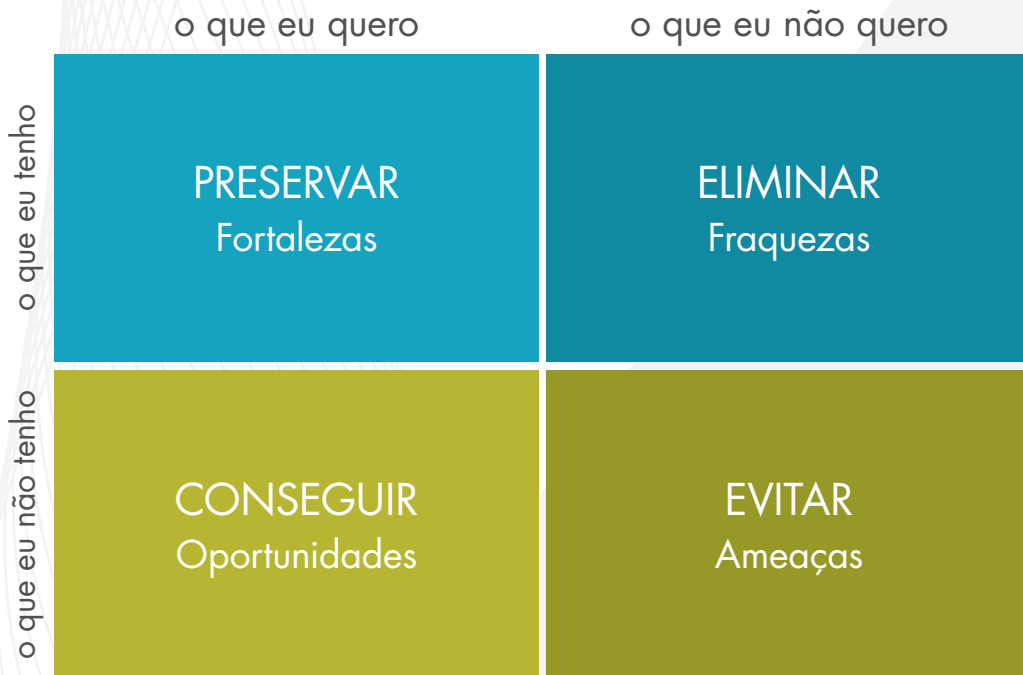 o que eu quero
o que eu não quero
o que eu tenho
PRESERVAR
Fortalezas
ELIMINAR
Fraquezas
o que eu não tenho
CONSEGUIR
Oportunidades
EVITAR
Ameaças